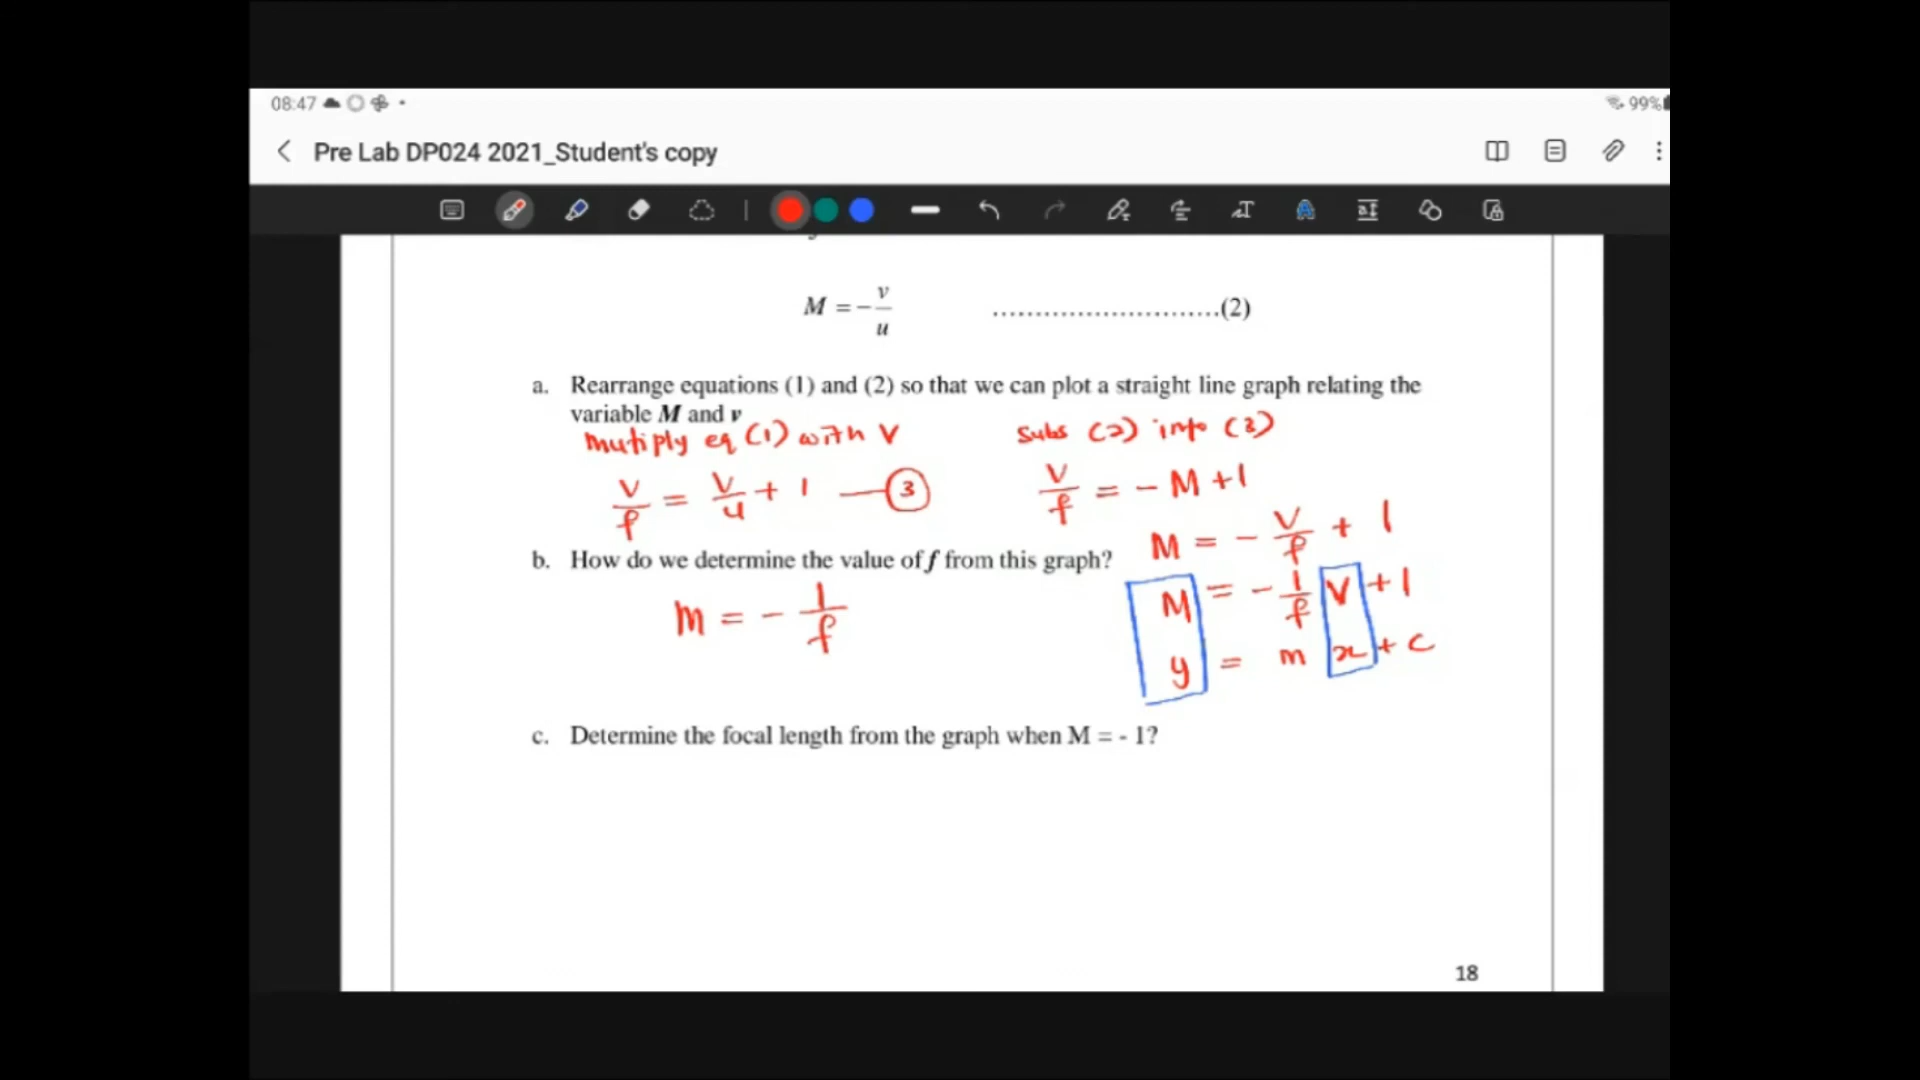 08:47
99%
Pre Lab DP024 2021_Student's copy
M = - v/u ...........................(2)
a. Rearrange equations (1) and (2) so that we can plot a straight line graph relating the
variable M and v
mutiply eq (1) with V
subs (2) into (3)
V/f = V/u + 1 — 3
V/f = - M + 1
M = - V/f + 1
b. How do we determine the value of f from this graph?
m = - 1/f
M = - 1/f V + 1
y = m x + c
c. Determine the focal length from the graph when M = - 1?
18